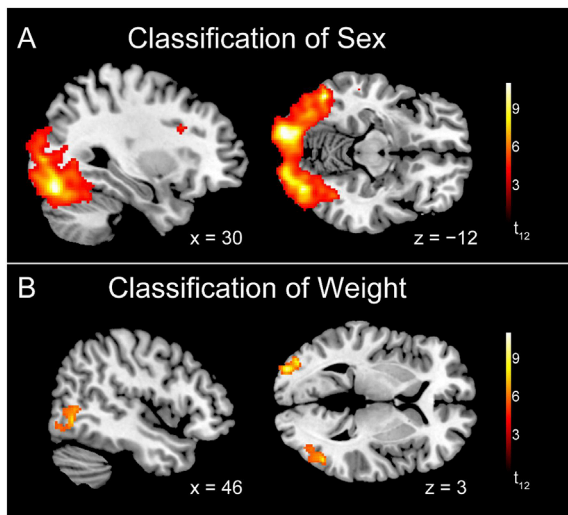 A
Classification of Sex
9
6
3
t12
x = 30
z = −12
B
Classification of Weight
9
6
3
t12
x = 46
z = 3